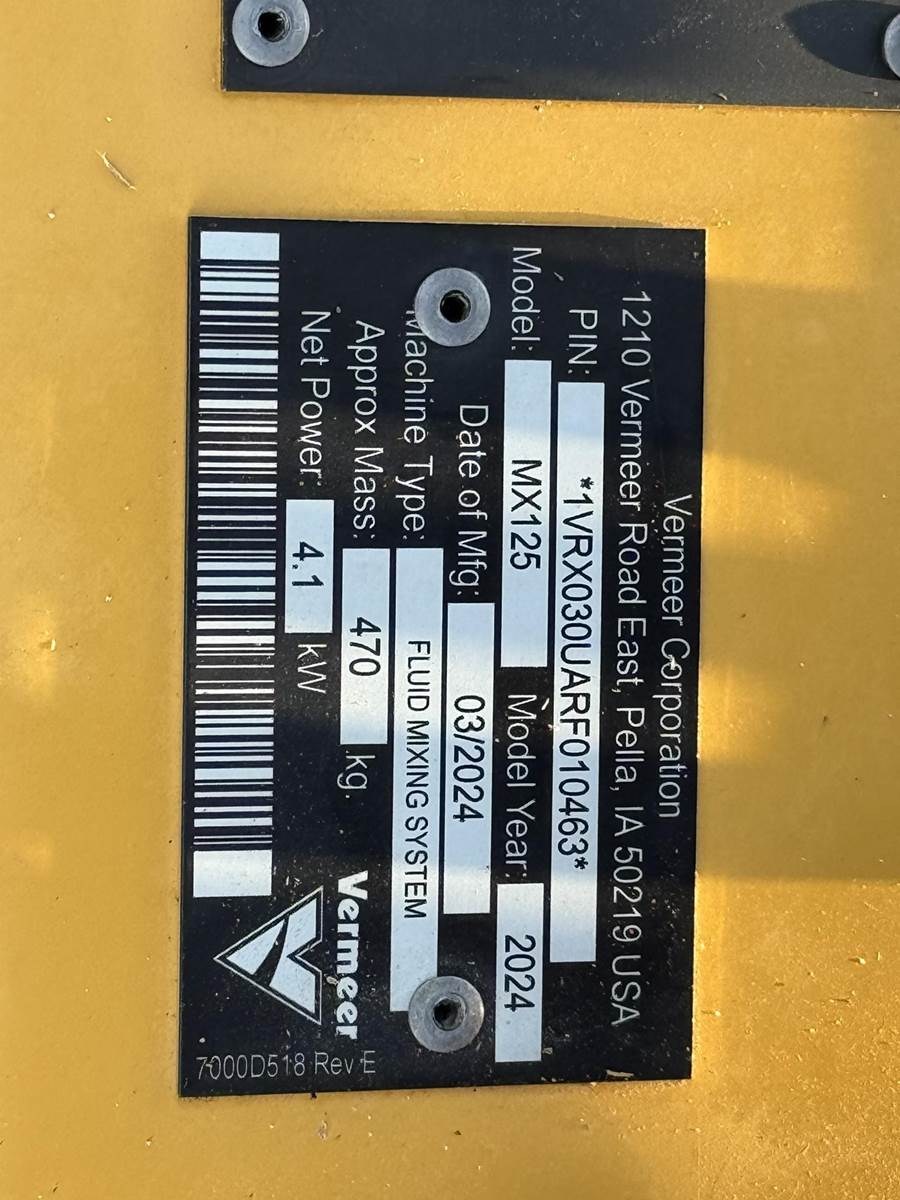 Vermeer Corporation
1210 Vermeer Road East, Pella, IA 50219 USA
PIN: *1VRX030UARF010463*
Model: MX125 Model Year: 2024
Date of Mfg: 03/2024
Machine Type: FLUID MIXING SYSTEM
Approx Mass: 470 kg.
Net Power: 4.1 kW
Vermeer
7000D518 Rev E